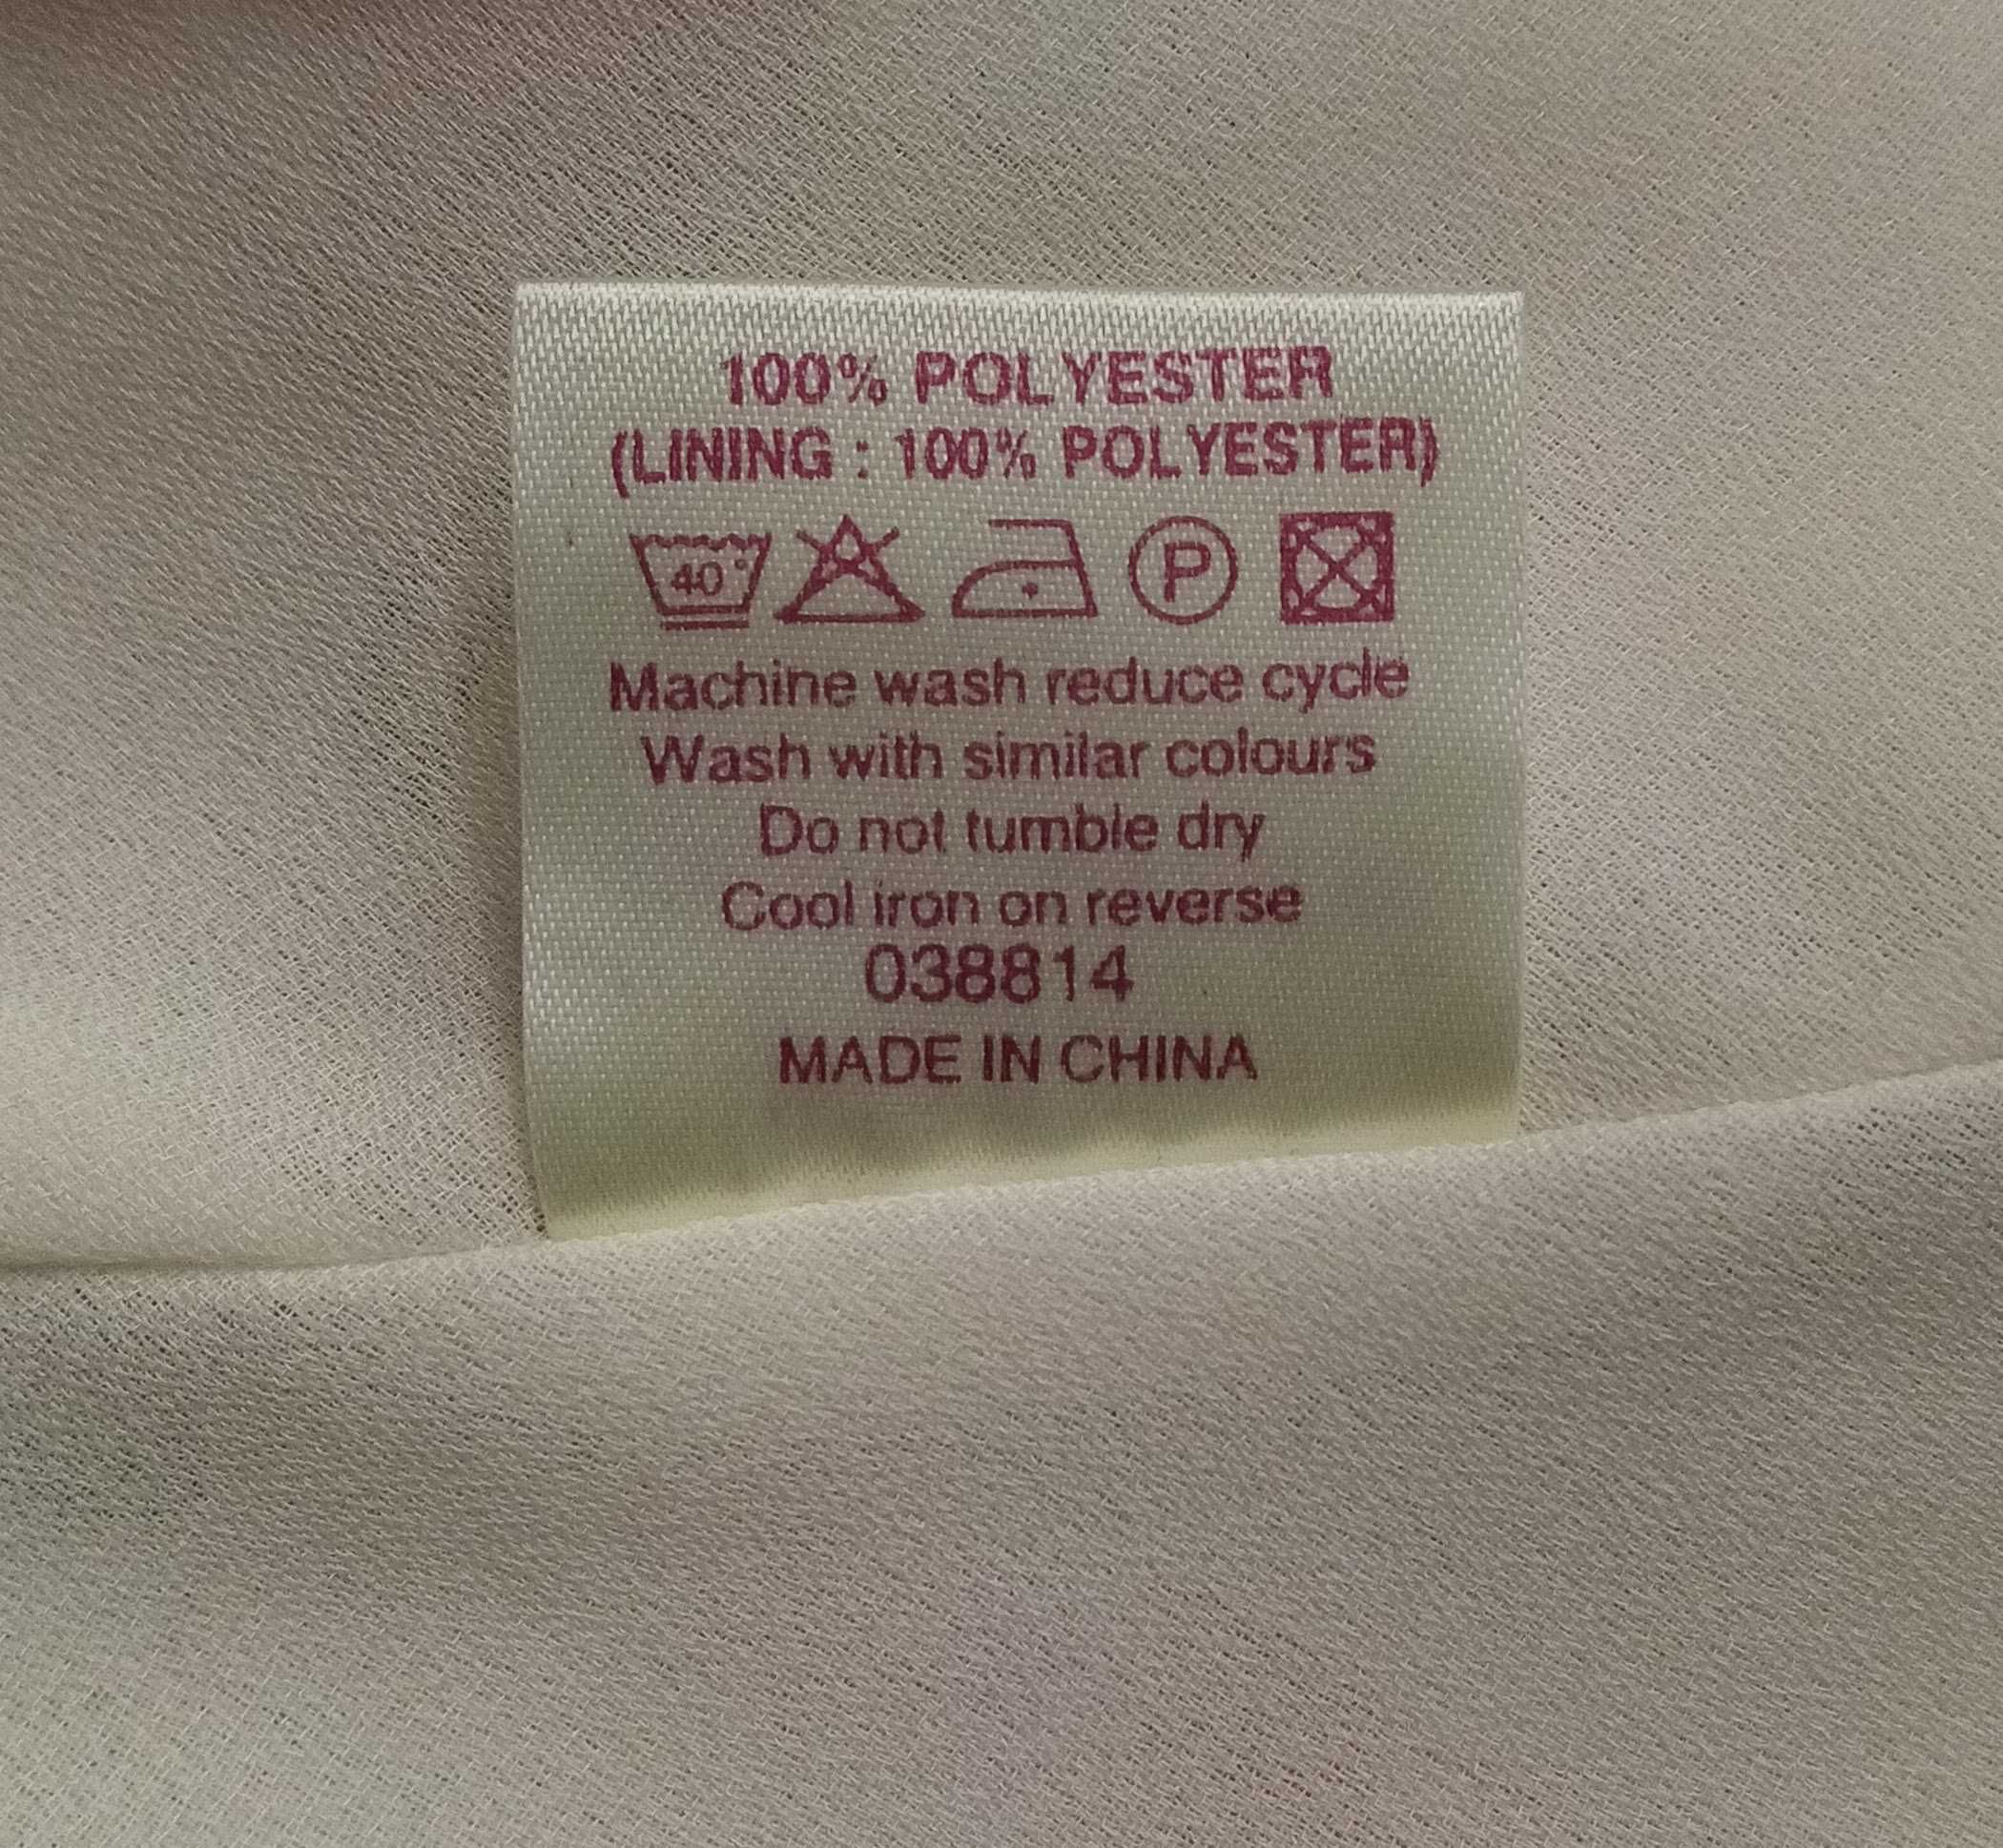 100% POLYESTER
(LINING : 100% POLYESTER)
40° P
Machine wash reduce cycle
Wash with similar colours
Do not tumble dry
Cool iron on reverse
038814
MADE IN CHINA